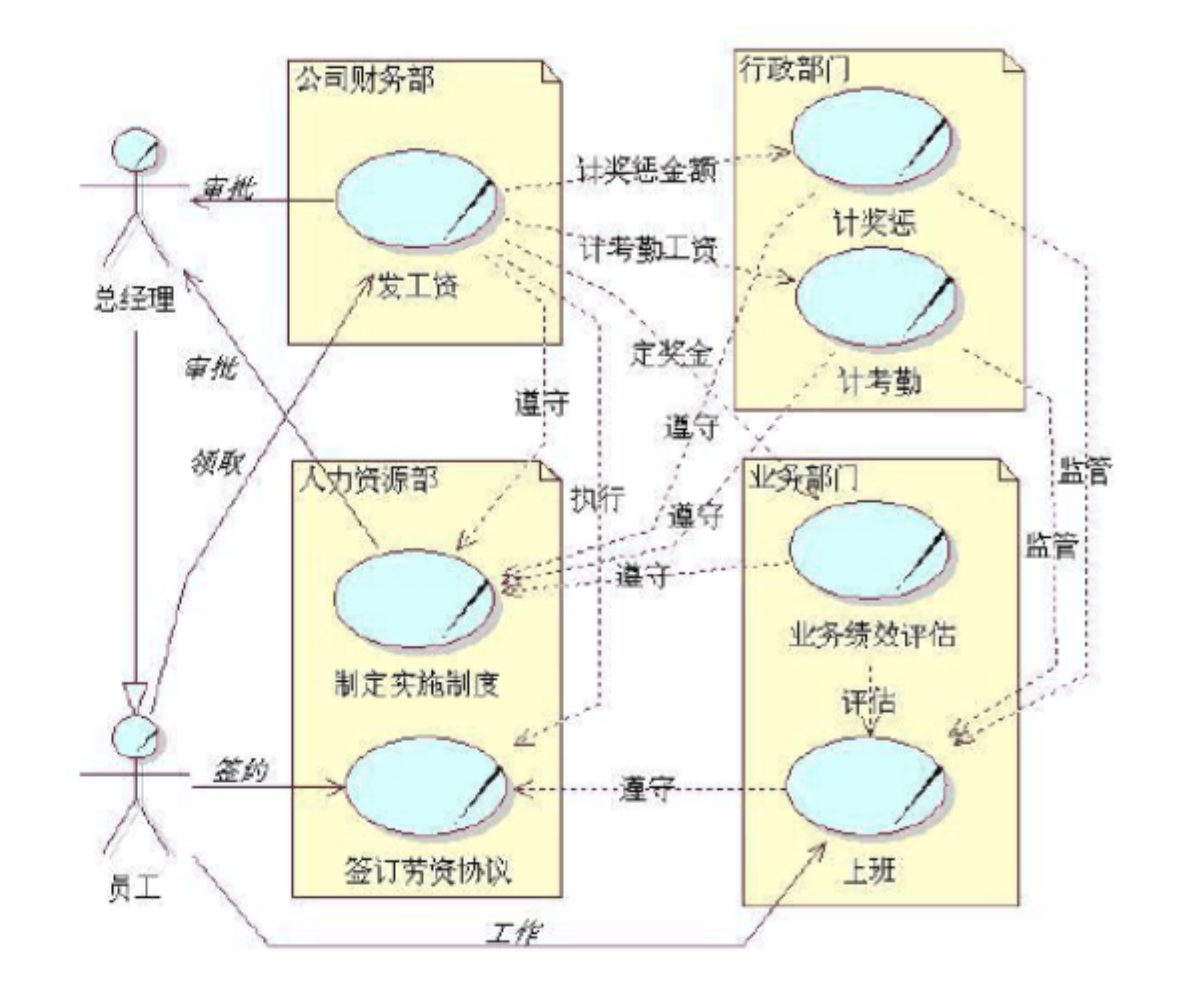 公司财务部
行政部门
计奖惩金额
审批
计奖惩
计考勤工资
发工资
总经理
定奖金
审批
计考勤
遵守
遵守
领取
人力资源部
业务部门
监管
执行
遵守
监管
遵守
业务绩效评估
制定实施制度
评估
签约
遵守
签订劳资协议
上班
员工
工作